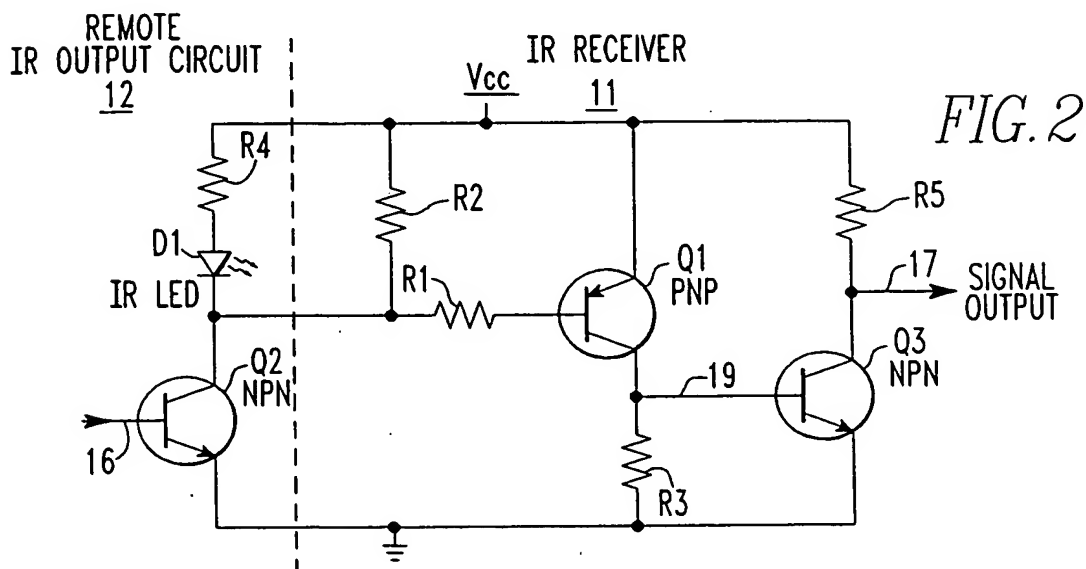 REMOTE
IR OUTPUT CIRCUIT
12
IR RECEIVER
11
Vcc
FIG. 2
R4
R2
R5
D1
IR LED
R1
Q1
PNP
17
SIGNAL
OUTPUT
Q2
NPN
19
Q3
NPN
16
R3